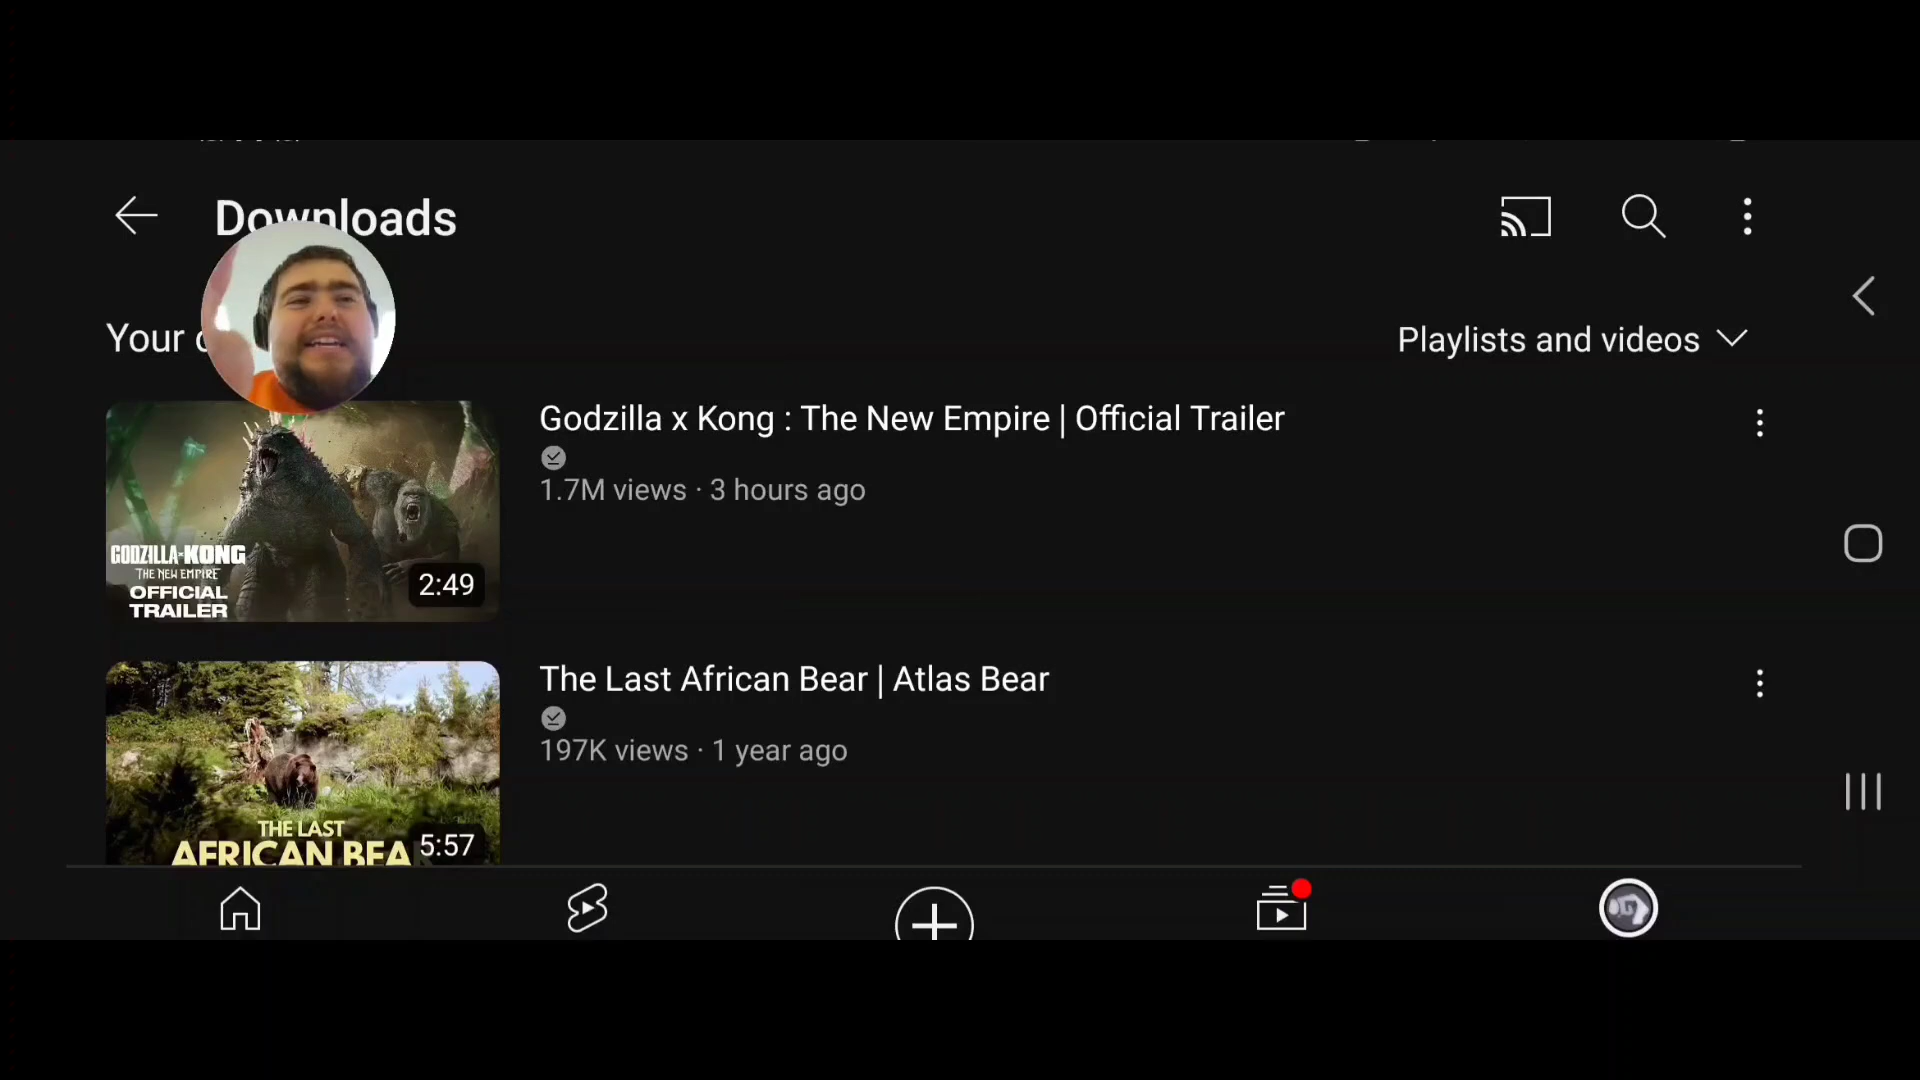 Downloads
Your
Playlists and videos
Godzilla x Kong : The New Empire | Official Trailer
1.7M views · 3 hours ago
GODZILLA x KONG
THE NEW EMPIRE
OFFICIAL
TRAILER
2:49
The Last African Bear | Atlas Bear
197K views · 1 year ago
THE LAST
AFRICAN BEA
5:57